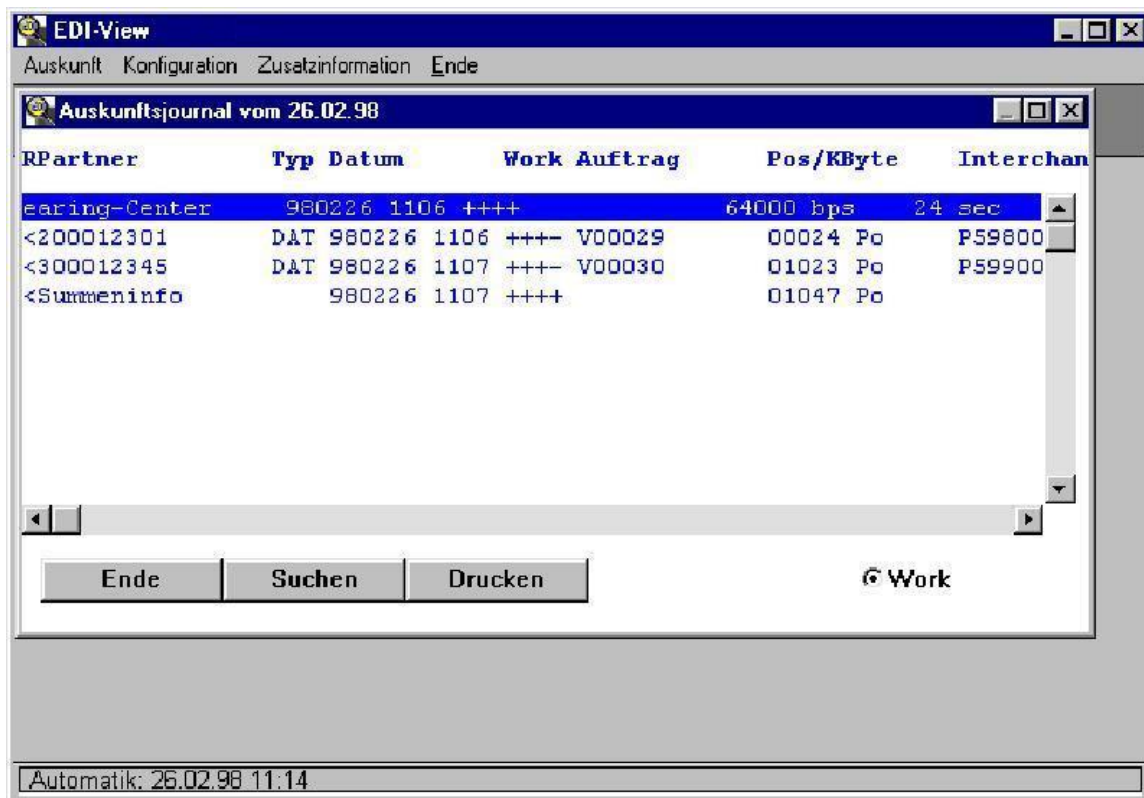 EDI-View
Auskunft Konfiguration Zusatzinformation Ende
Auskunftsjournal vom 26.02.98
RPartner Typ Datum Work Auftrag Pos/KByte Interchan
earing-Center 980226 1106 ++++ 64000 bps 24 sec
<200012301 DAT 980226 1106 +++- V00029 00024 Po P59800
<300012345 DAT 980226 1107 +++- V00030 01023 Po P59900
<Summeninfo 980226 1107 ++++ 01047 Po
Ende Suchen Drucken Work
Automatik: 26.02.98 11:14